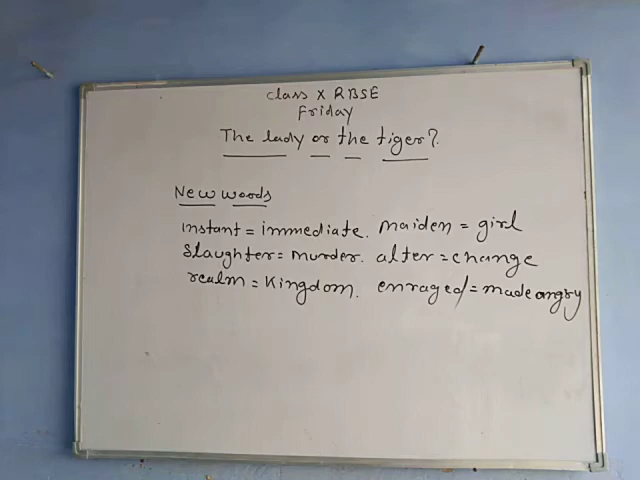 Class X RBSE
Friday
The lady or the tiger?
New words
instant = immediate. maiden = girl
Slaughter = murder. alter = change
realm = Kingdom. enraged = made angry